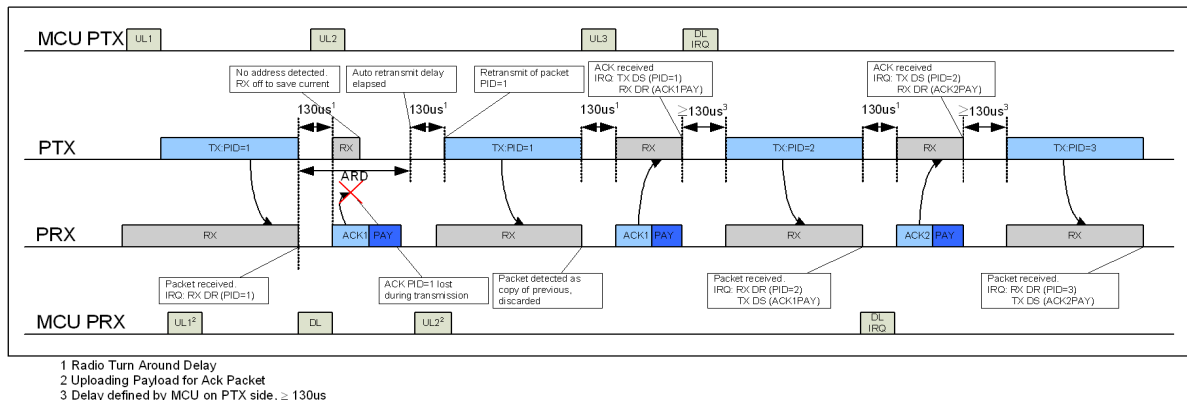 MCU PTX
UL1
UL2
UL3
DL
IRQ
No address detected.
RX off to save current
Auto retransmit delay
elapsed
Retransmit of packet
PID=1
ACK received
IRQ: TX DS (PID=1)
RX DR (ACK1PAY)
ACK received
IRQ: TX DS (PID=2)
RX DR (ACK2PAY)
130us1
130us1
130us1
≥130us3
130us1
≥130us3
PTX
TX:PID=1
RX
TX:PID=1
RX
TX:PID=2
RX
TX:PID=3
ARD
PRX
RX
ACK1
PAY
RX
ACK1
PAY
RX
ACK2
PAY
RX
Packet received.
IRQ: RX DR (PID=1)
ACK PID=1 lost
during transmission
Packet detected as
copy of previous,
discarded
Packet received.
IRQ: RX DR (PID=2)
TX DS (ACK1PAY)
Packet received.
IRQ: RX DR (PID=3)
TX DS (ACK2PAY)
MCU PRX
UL12
DL
UL22
DL
IRQ
1 Radio Turn Around Delay
2 Uploading Payload for Ack Packet
3 Delay defined by MCU on PTX side, ≥ 130us